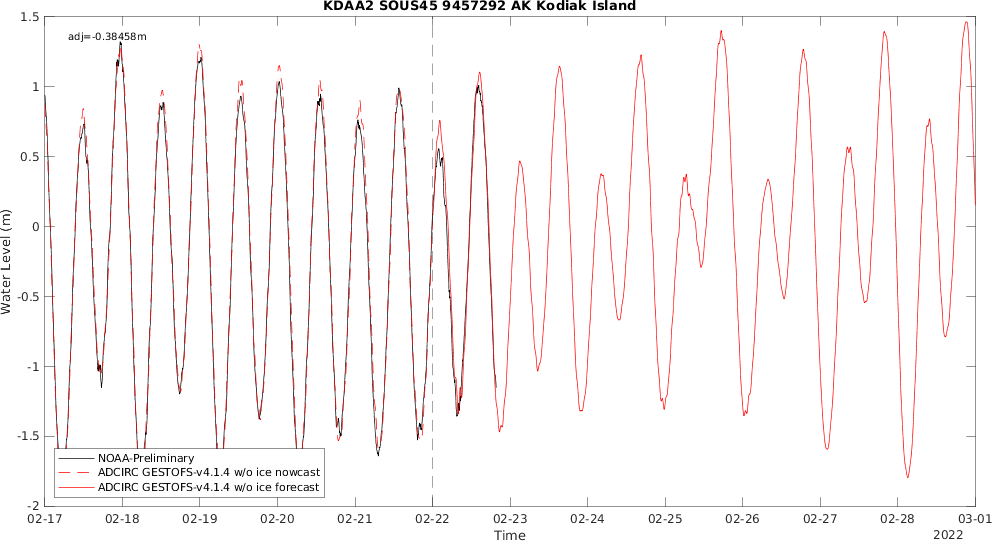 KDAA2 SOUS45 9457292 AK Kodiak Island
adj=-0.38458m
Water Level (m)
1.5
1
0.5
0
-0.5
-1
-1.5
-2
NOAA-Preliminary
ADCIRC GESTOFS-v4.1.4 w/o ice nowcast
ADCIRC GESTOFS-v4.1.4 w/o ice forecast
02-17 02-18 02-19 02-20 02-21 02-22 02-23 02-24 02-25 02-26 02-27 02-28 03-01
Time
2022